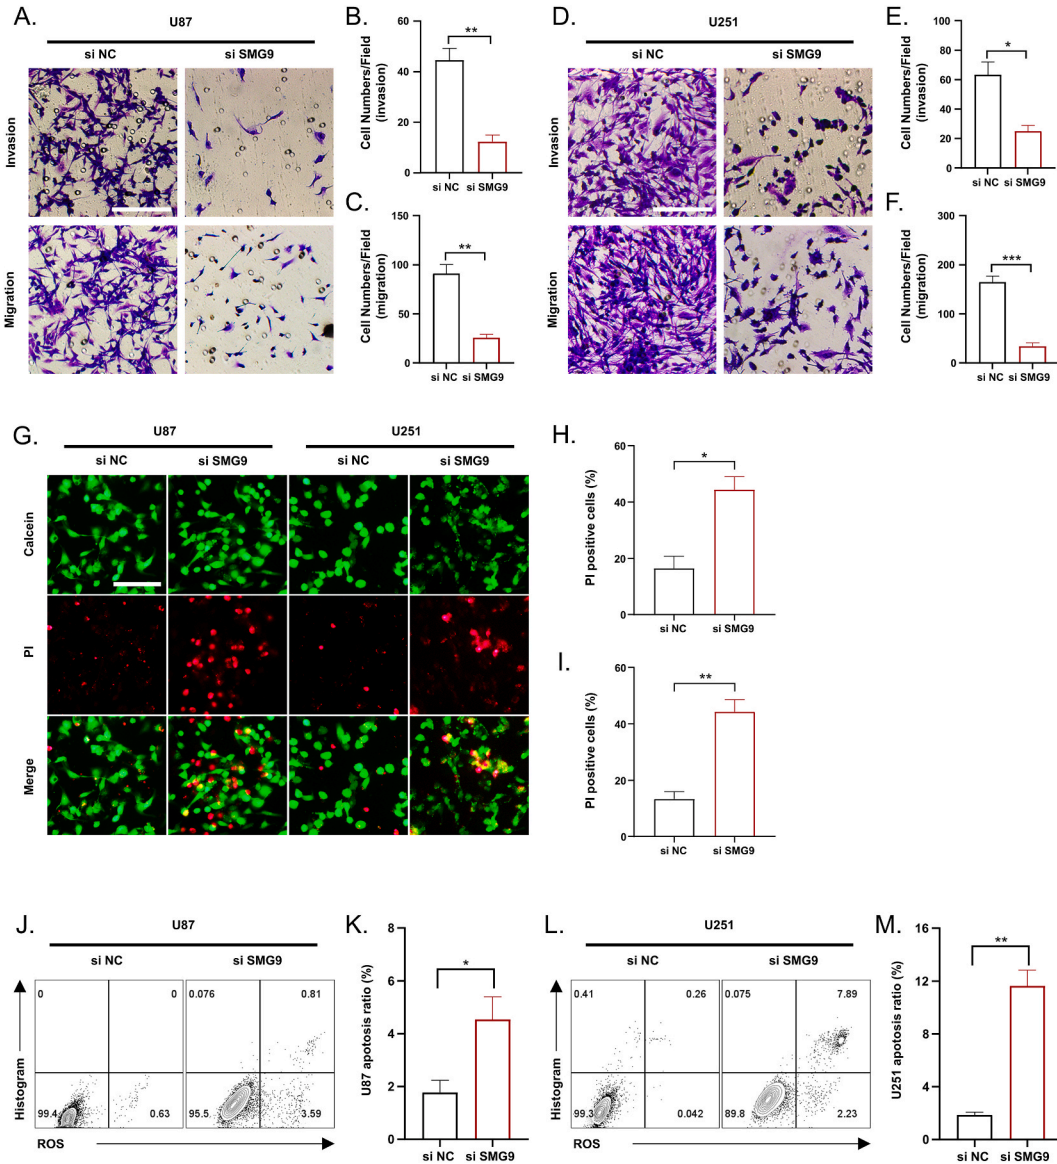 A.
U87
si NC
si SMG9
Invasion
Migration
B.
Cell Numbers/Field
(invasion)
60
40
20
0
**
si NC
si SMG9
C.
Cell Numbers/Field
(migration)
150
100
50
0
**
si NC
si SMG9
D.
U251
si NC
si SMG9
Invasion
Migration
E.
Cell Numbers/Field
(invasion)
100
80
60
40
20
0
*
si NC
si SMG9
F.
Cell Numbers/Field
(migration)
300
200
100
0
***
si NC
si SMG9
G.
U87
U251
si NC
si SMG9
si NC
si SMG9
Calcein
PI
Merge
H.
PI positive cells (%)
60
40
20
0
*
si NC
si SMG9
I.
PI positive cells (%)
60
40
20
0
**
si NC
si SMG9
J.
U87
si NC
si SMG9
Histogram
0
0
99.4
0.63
0.076
0.81
95.5
3.59
ROS
K.
U87 apotosis ratio (%)
8
6
4
2
0
*
si NC
si SMG9
L.
U251
si NC
si SMG9
Histogram
0.41
0.26
99.3
0.042
0.075
7.89
89.8
2.23
ROS
M.
U251 apotosis ratio (%)
16
12
8
4
0
**
si NC
si SMG9